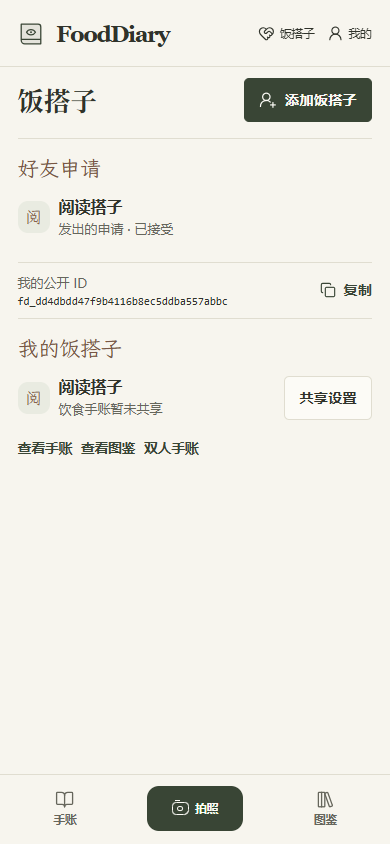 FoodDiary
饭搭子
我的
饭搭子
添加饭搭子
好友申请
阅
阅读搭子
发出的申请 · 已接受
我的公开 ID
fd_dd4dbdd47f9b4116b8ec5ddba557abbc
复制
我的饭搭子
阅
阅读搭子
饮食手账暂未共享
共享设置
查看手账 查看图鉴 双人手账
手账
拍照
图鉴